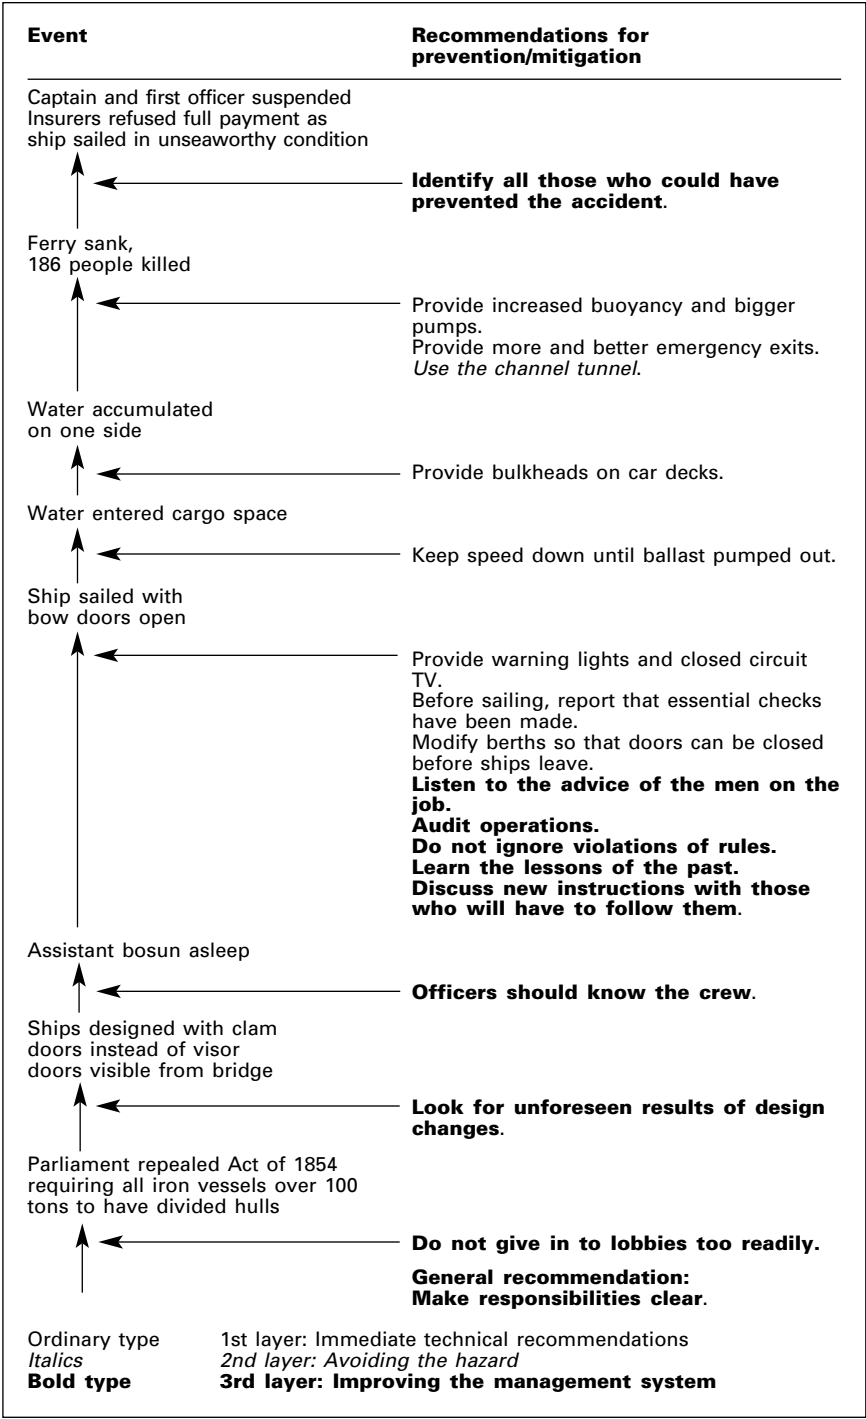 Event
Recommendations for
prevention/mitigation
Captain and first officer suspended
Insurers refused full payment as
ship sailed in unseaworthy condition
Identify all those who could have
prevented the accident.
Ferry sank,
186 people killed
Provide increased buoyancy and bigger
pumps.
Provide more and better emergency exits.
Use the channel tunnel.
Water accumulated
on one side
Provide bulkheads on car decks.
Water entered cargo space
Keep speed down until ballast pumped out.
Ship sailed with
bow doors open
Provide warning lights and closed circuit
TV.
Before sailing, report that essential checks
have been made.
Modify berths so that doors can be closed
before ships leave.
Listen to the advice of the men on the
job.
Audit operations.
Do not ignore violations of rules.
Learn the lessons of the past.
Discuss new instructions with those
who will have to follow them.
Assistant bosun asleep
Officers should know the crew.
Ships designed with clam
doors instead of visor
doors visible from bridge
Look for unforeseen results of design
changes.
Parliament repealed Act of 1854
requiring all iron vessels over 100
tons to have divided hulls
Do not give in to lobbies too readily.
General recommendation:
Make responsibilities clear.
Ordinary type 1st layer: Immediate technical recommendations
Italics 2nd layer: Avoiding the hazard
Bold type 3rd layer: Improving the management system